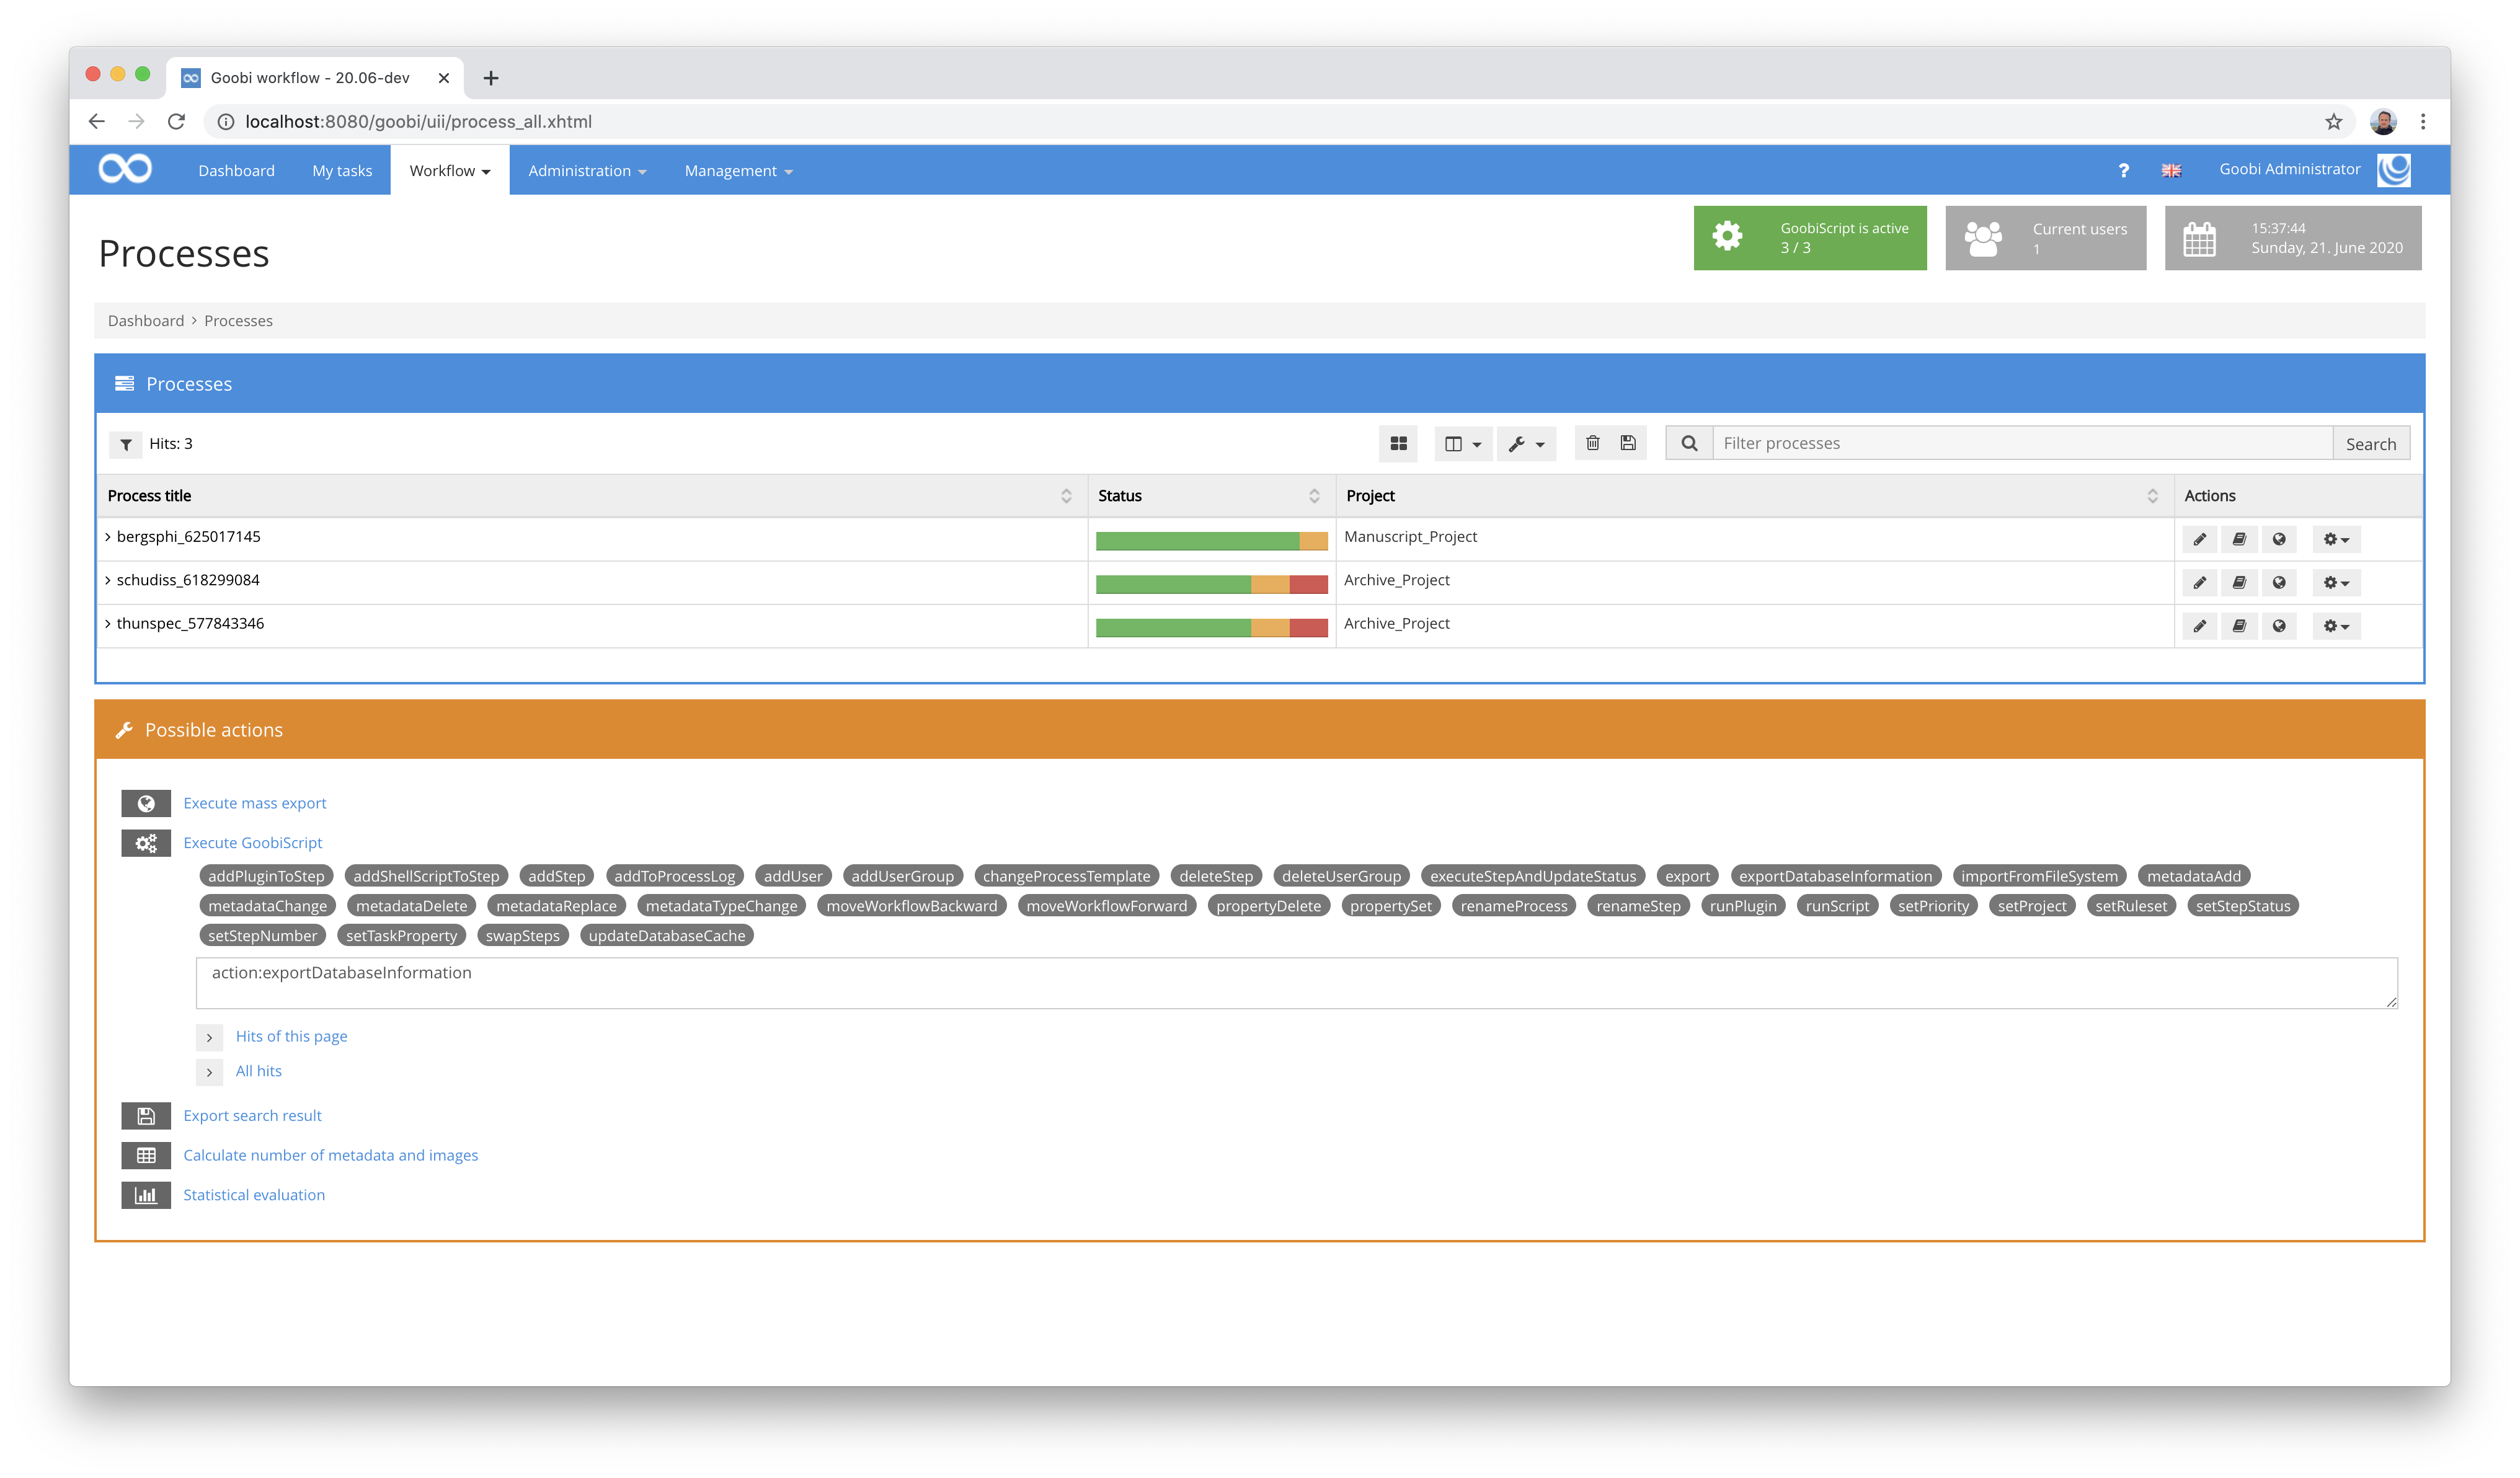 Goobi workflow - 20.06-dev
localhost:8080/goobi/uii/process_all.xhtml
Dashboard My tasks Workflow Administration Management ? Goobi Administrator
GoobiScript is active
3 / 3
Current users
1
15:37:44
Sunday, 21. June 2020
Processes
Dashboard > Processes
Processes
Hits: 3 Filter processes Search
Process title Status Project Actions
bergsphi_625017145 Manuscript_Project
schudiss_618299084 Archive_Project
thunspec_577843346 Archive_Project
Possible actions
Execute mass export
Execute GoobiScript
addPluginToStep addShellScriptToStep addStep addToProcessLog addUser addUserGroup changeProcessTemplate deleteStep deleteUserGroup executeStepAndUpdateStatus export exportDatabaseInformation importFromFileSystem metadataAdd
metadataChange metadataDelete metadataReplace metadataTypeChange moveWorkflowBackward moveWorkflowForward propertyDelete propertySet renameProcess renameStep runPlugin runScript setPriority setProject setRuleset setStepStatus
setStepNumber setTaskProperty swapSteps updateDatabaseCache
action:exportDatabaseInformation
Hits of this page
All hits
Export search result
Calculate number of metadata and images
Statistical evaluation